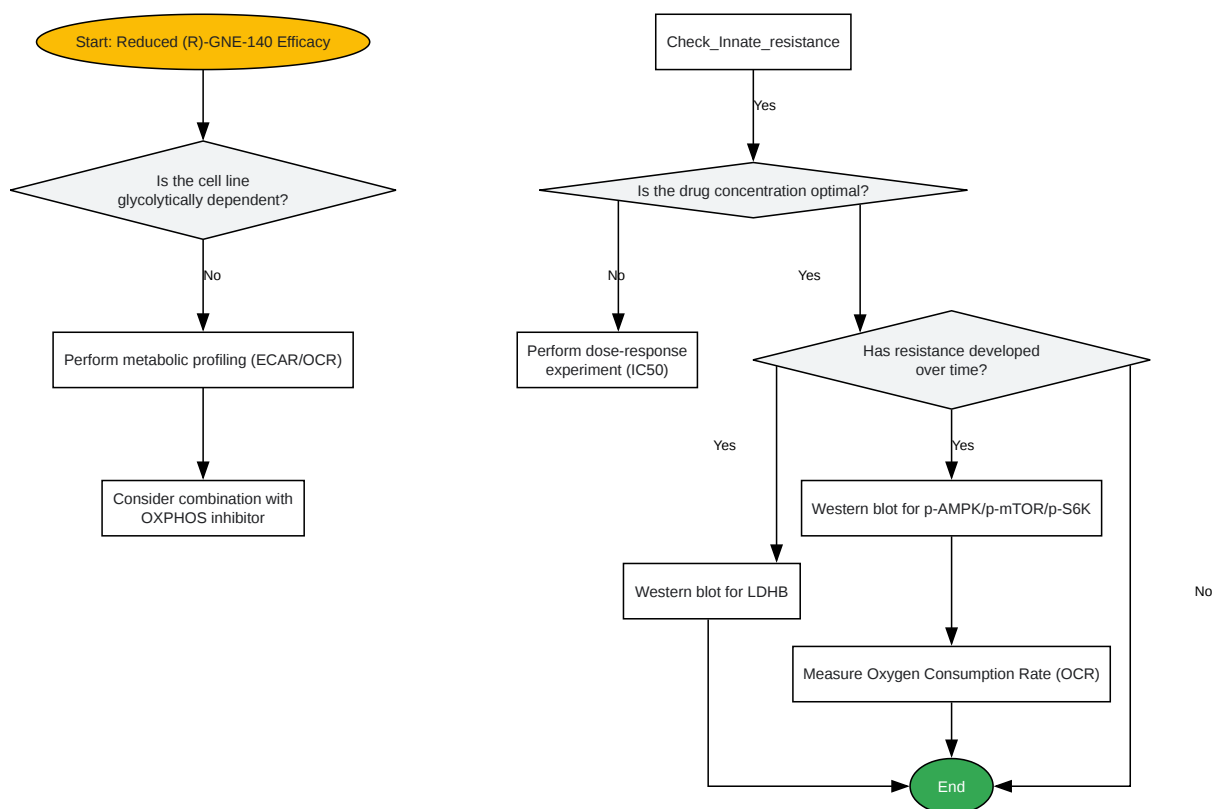 Start: Reduced (R)-GNE-140 Efficacy
Is the cell line
glycolytically dependent?
No
Perform metabolic profiling (ECAR/OCR)
Consider combination with
OXPHOS inhibitor
Check_Innate_resistance
Yes
Is the drug concentration optimal?
No
Yes
Perform dose-response
experiment (IC50)
Has resistance developed
over time?
Yes
Yes
No
Western blot for p-AMPK/p-mTOR/p-S6K
Western blot for LDHB
Measure Oxygen Consumption Rate (OCR)
End